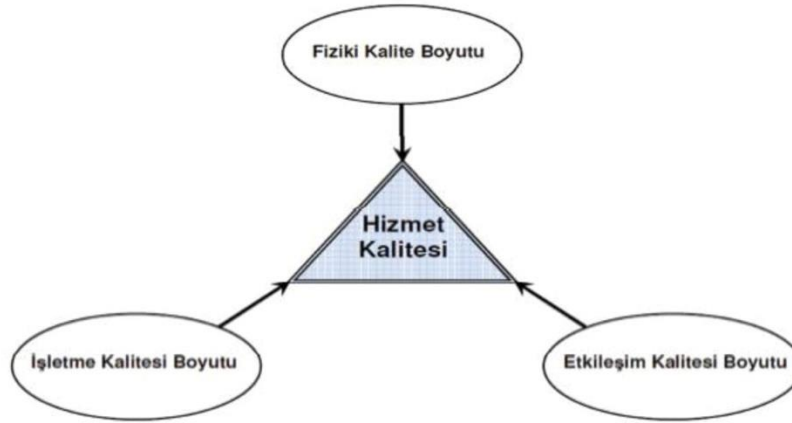 Fiziki Kalite Boyutu
Hizmet
Kalitesi
İşletme Kalitesi Boyutu
Etkileşim Kalitesi Boyutu